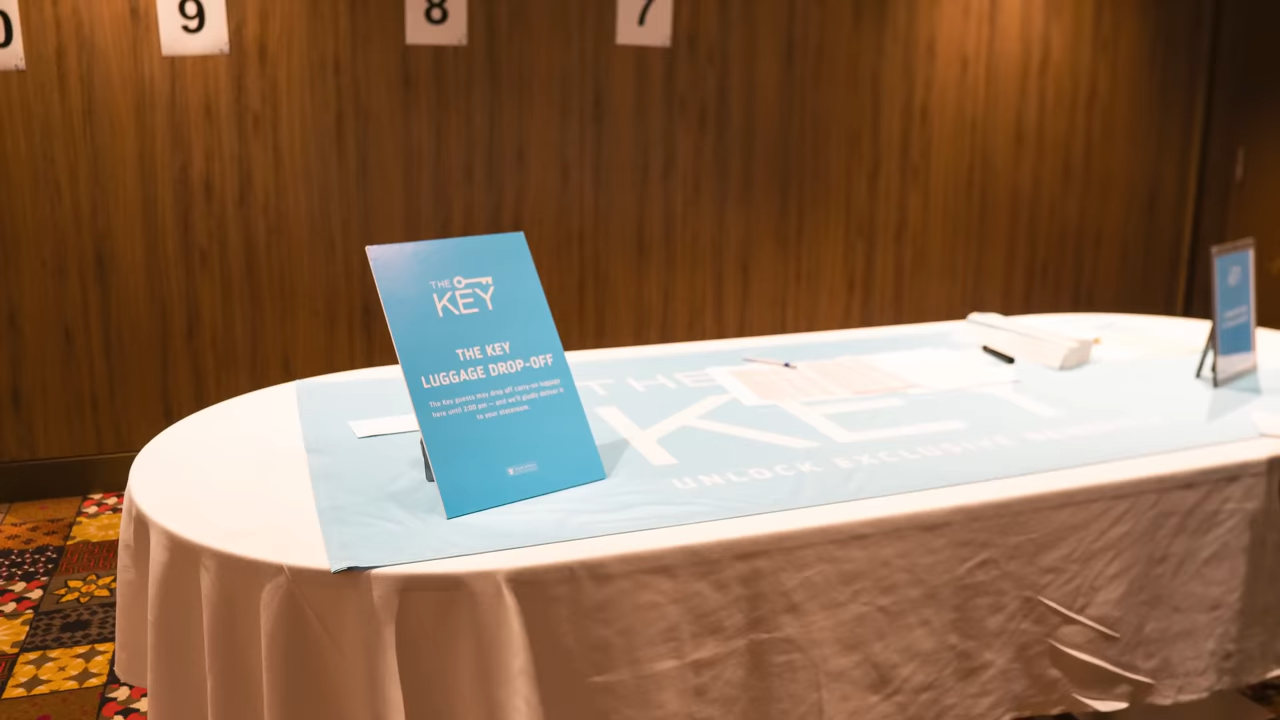 9
8
7
THE
KEY
THE KEY
LUGGAGE DROP-OFF
The Key guests may drop off carry-on luggage
here until 2:00 pm — and we'll gladly deliver it
to your stateroom.
THE
KEY
UNLOCK EXCLUSIVE